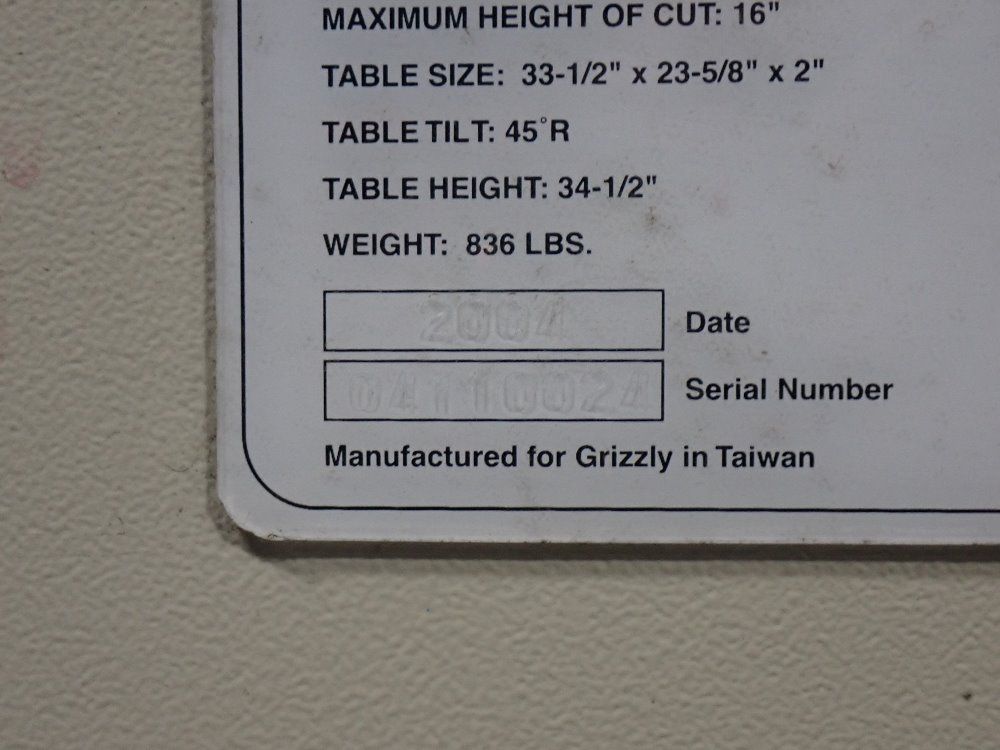 MAXIMUM HEIGHT OF CUT: 16"
TABLE SIZE: 33-1/2" x 23-5/8" x 2"
TABLE TILT: 45°R
TABLE HEIGHT: 34-1/2"
WEIGHT: 836 LBS.
2004 Date
04110024 Serial Number
Manufactured for Grizzly in Taiwan